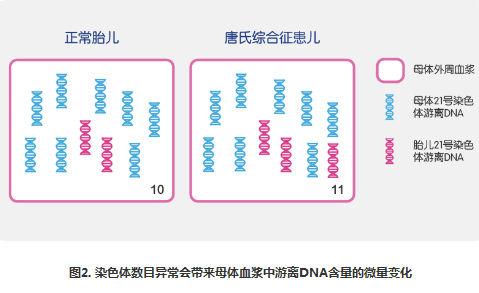 正常胎儿
唐氏综合征患儿
10
11
母体外周血浆
母体21号染色
体游离DNA
胎儿21号染色
体游离DNA
图2. 染色体数目异常会带来母体血浆中游离DNA含量的微量变化